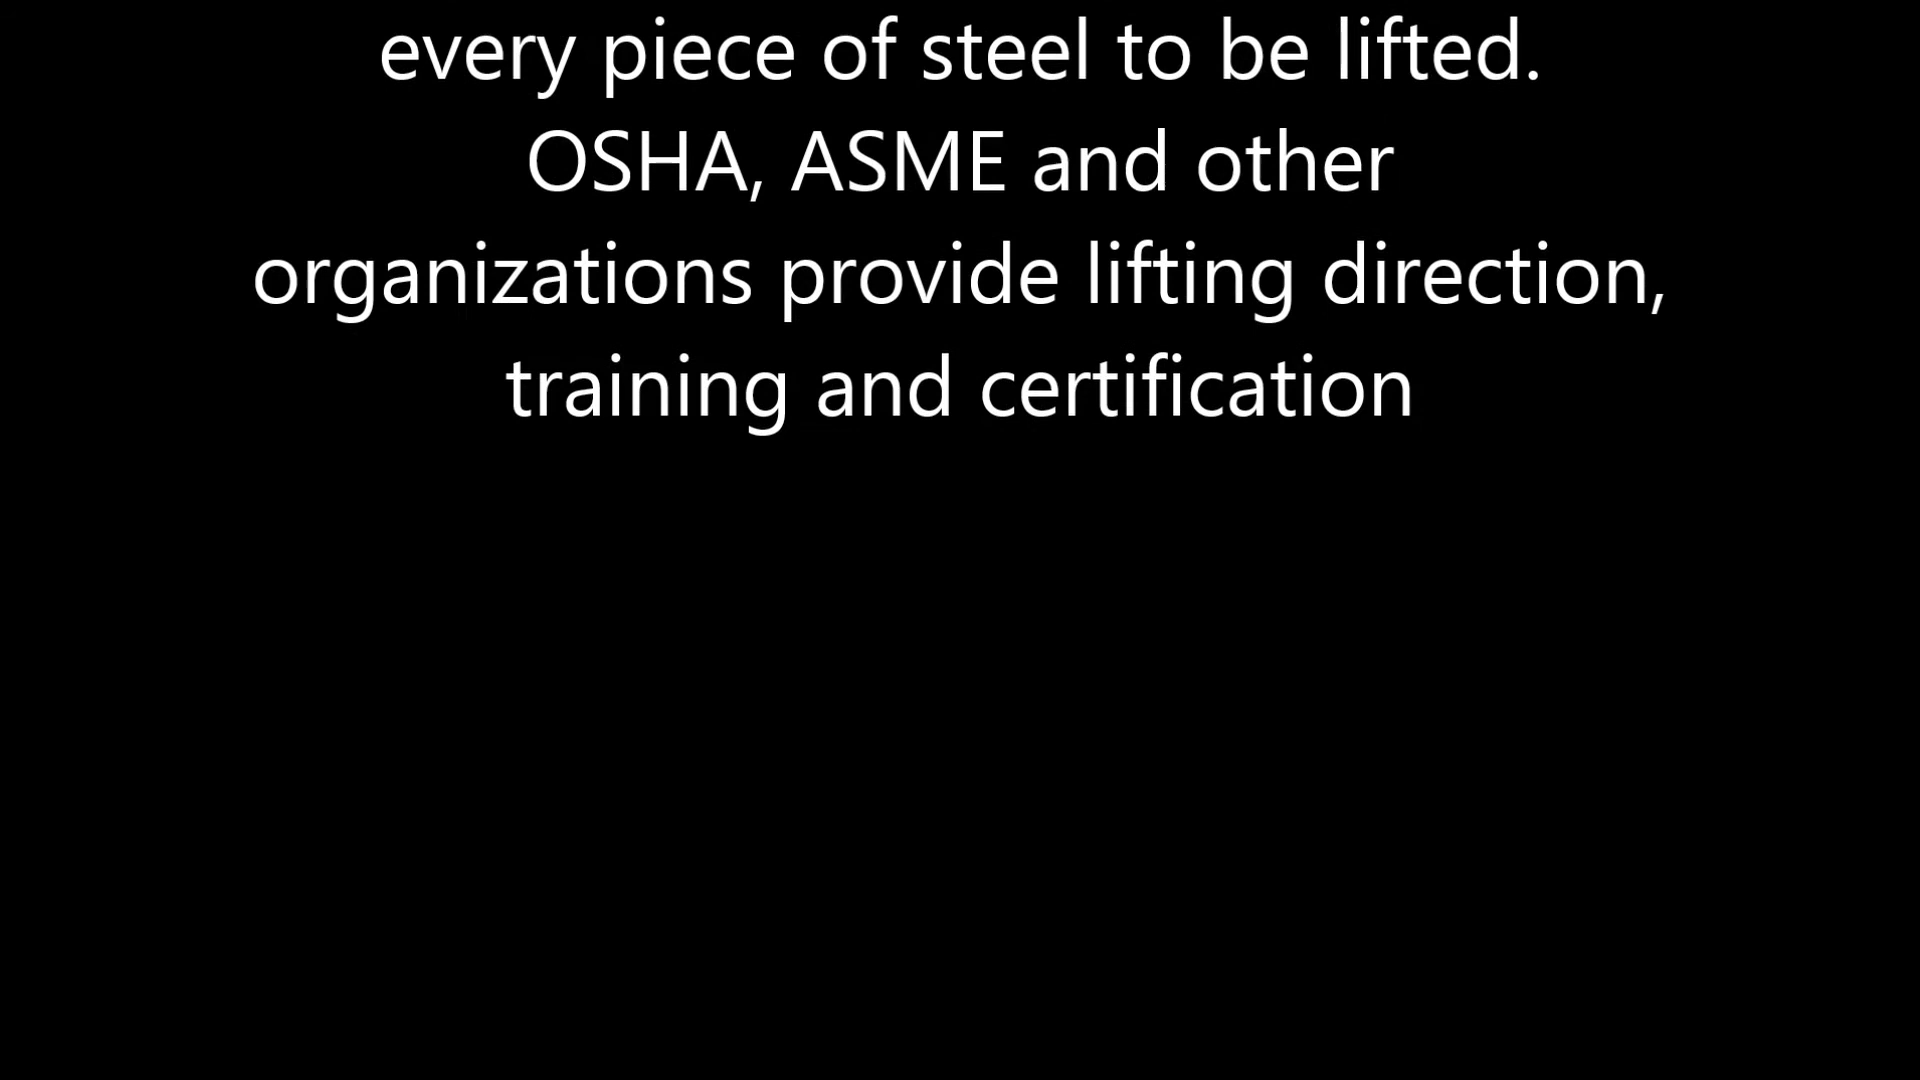 every piece of steel to be lifted.
OSHA, ASME and other
organizations provide lifting direction,
training and certification